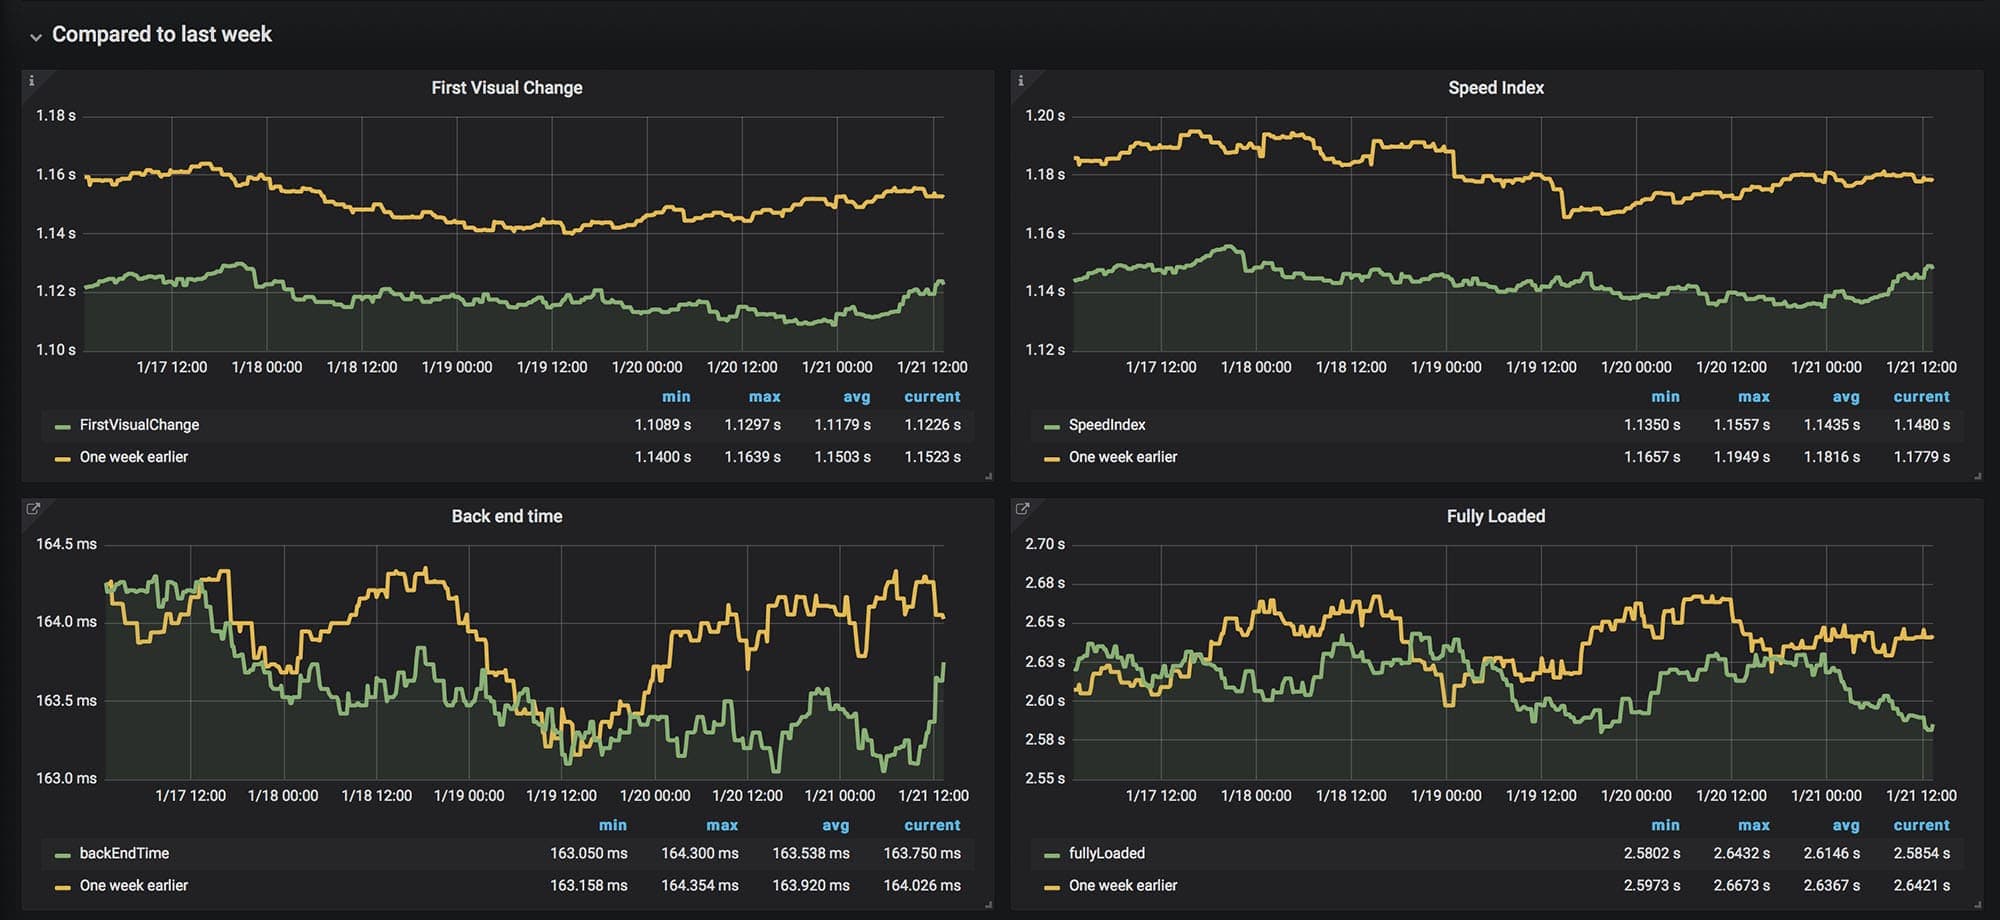 Compared to last week
First Visual Change
1.18 s
1.16 s
1.14 s
1.12 s
1.10 s
1/17 12:00 1/18 00:00 1/18 12:00 1/19 00:00 1/19 12:00 1/20 00:00 1/20 12:00 1/21 00:00 1/21 12:00
min max avg current
FirstVisualChange 1.1089 s 1.1297 s 1.1179 s 1.1226 s
One week earlier 1.1400 s 1.1639 s 1.1503 s 1.1523 s
Speed Index
1.20 s
1.18 s
1.16 s
1.14 s
1.12 s
1/17 12:00 1/18 00:00 1/18 12:00 1/19 00:00 1/19 12:00 1/20 00:00 1/20 12:00 1/21 00:00 1/21 12:00
min max avg current
SpeedIndex 1.1350 s 1.1557 s 1.1435 s 1.1480 s
One week earlier 1.1657 s 1.1949 s 1.1816 s 1.1779 s
Back end time
164.5 ms
164.0 ms
163.5 ms
163.0 ms
1/17 12:00 1/18 00:00 1/18 12:00 1/19 00:00 1/19 12:00 1/20 00:00 1/20 12:00 1/21 00:00 1/21 12:00
min max avg current
backEndTime 163.050 ms 164.300 ms 163.538 ms 163.750 ms
One week earlier 163.158 ms 164.354 ms 163.920 ms 164.026 ms
Fully Loaded
2.70 s
2.68 s
2.65 s
2.63 s
2.60 s
2.58 s
2.55 s
1/17 12:00 1/18 00:00 1/18 12:00 1/19 00:00 1/19 12:00 1/20 00:00 1/20 12:00 1/21 00:00 1/21 12:00
min max avg current
fullyLoaded 2.5802 s 2.6432 s 2.6146 s 2.5854 s
One week earlier 2.5973 s 2.6673 s 2.6367 s 2.6421 s